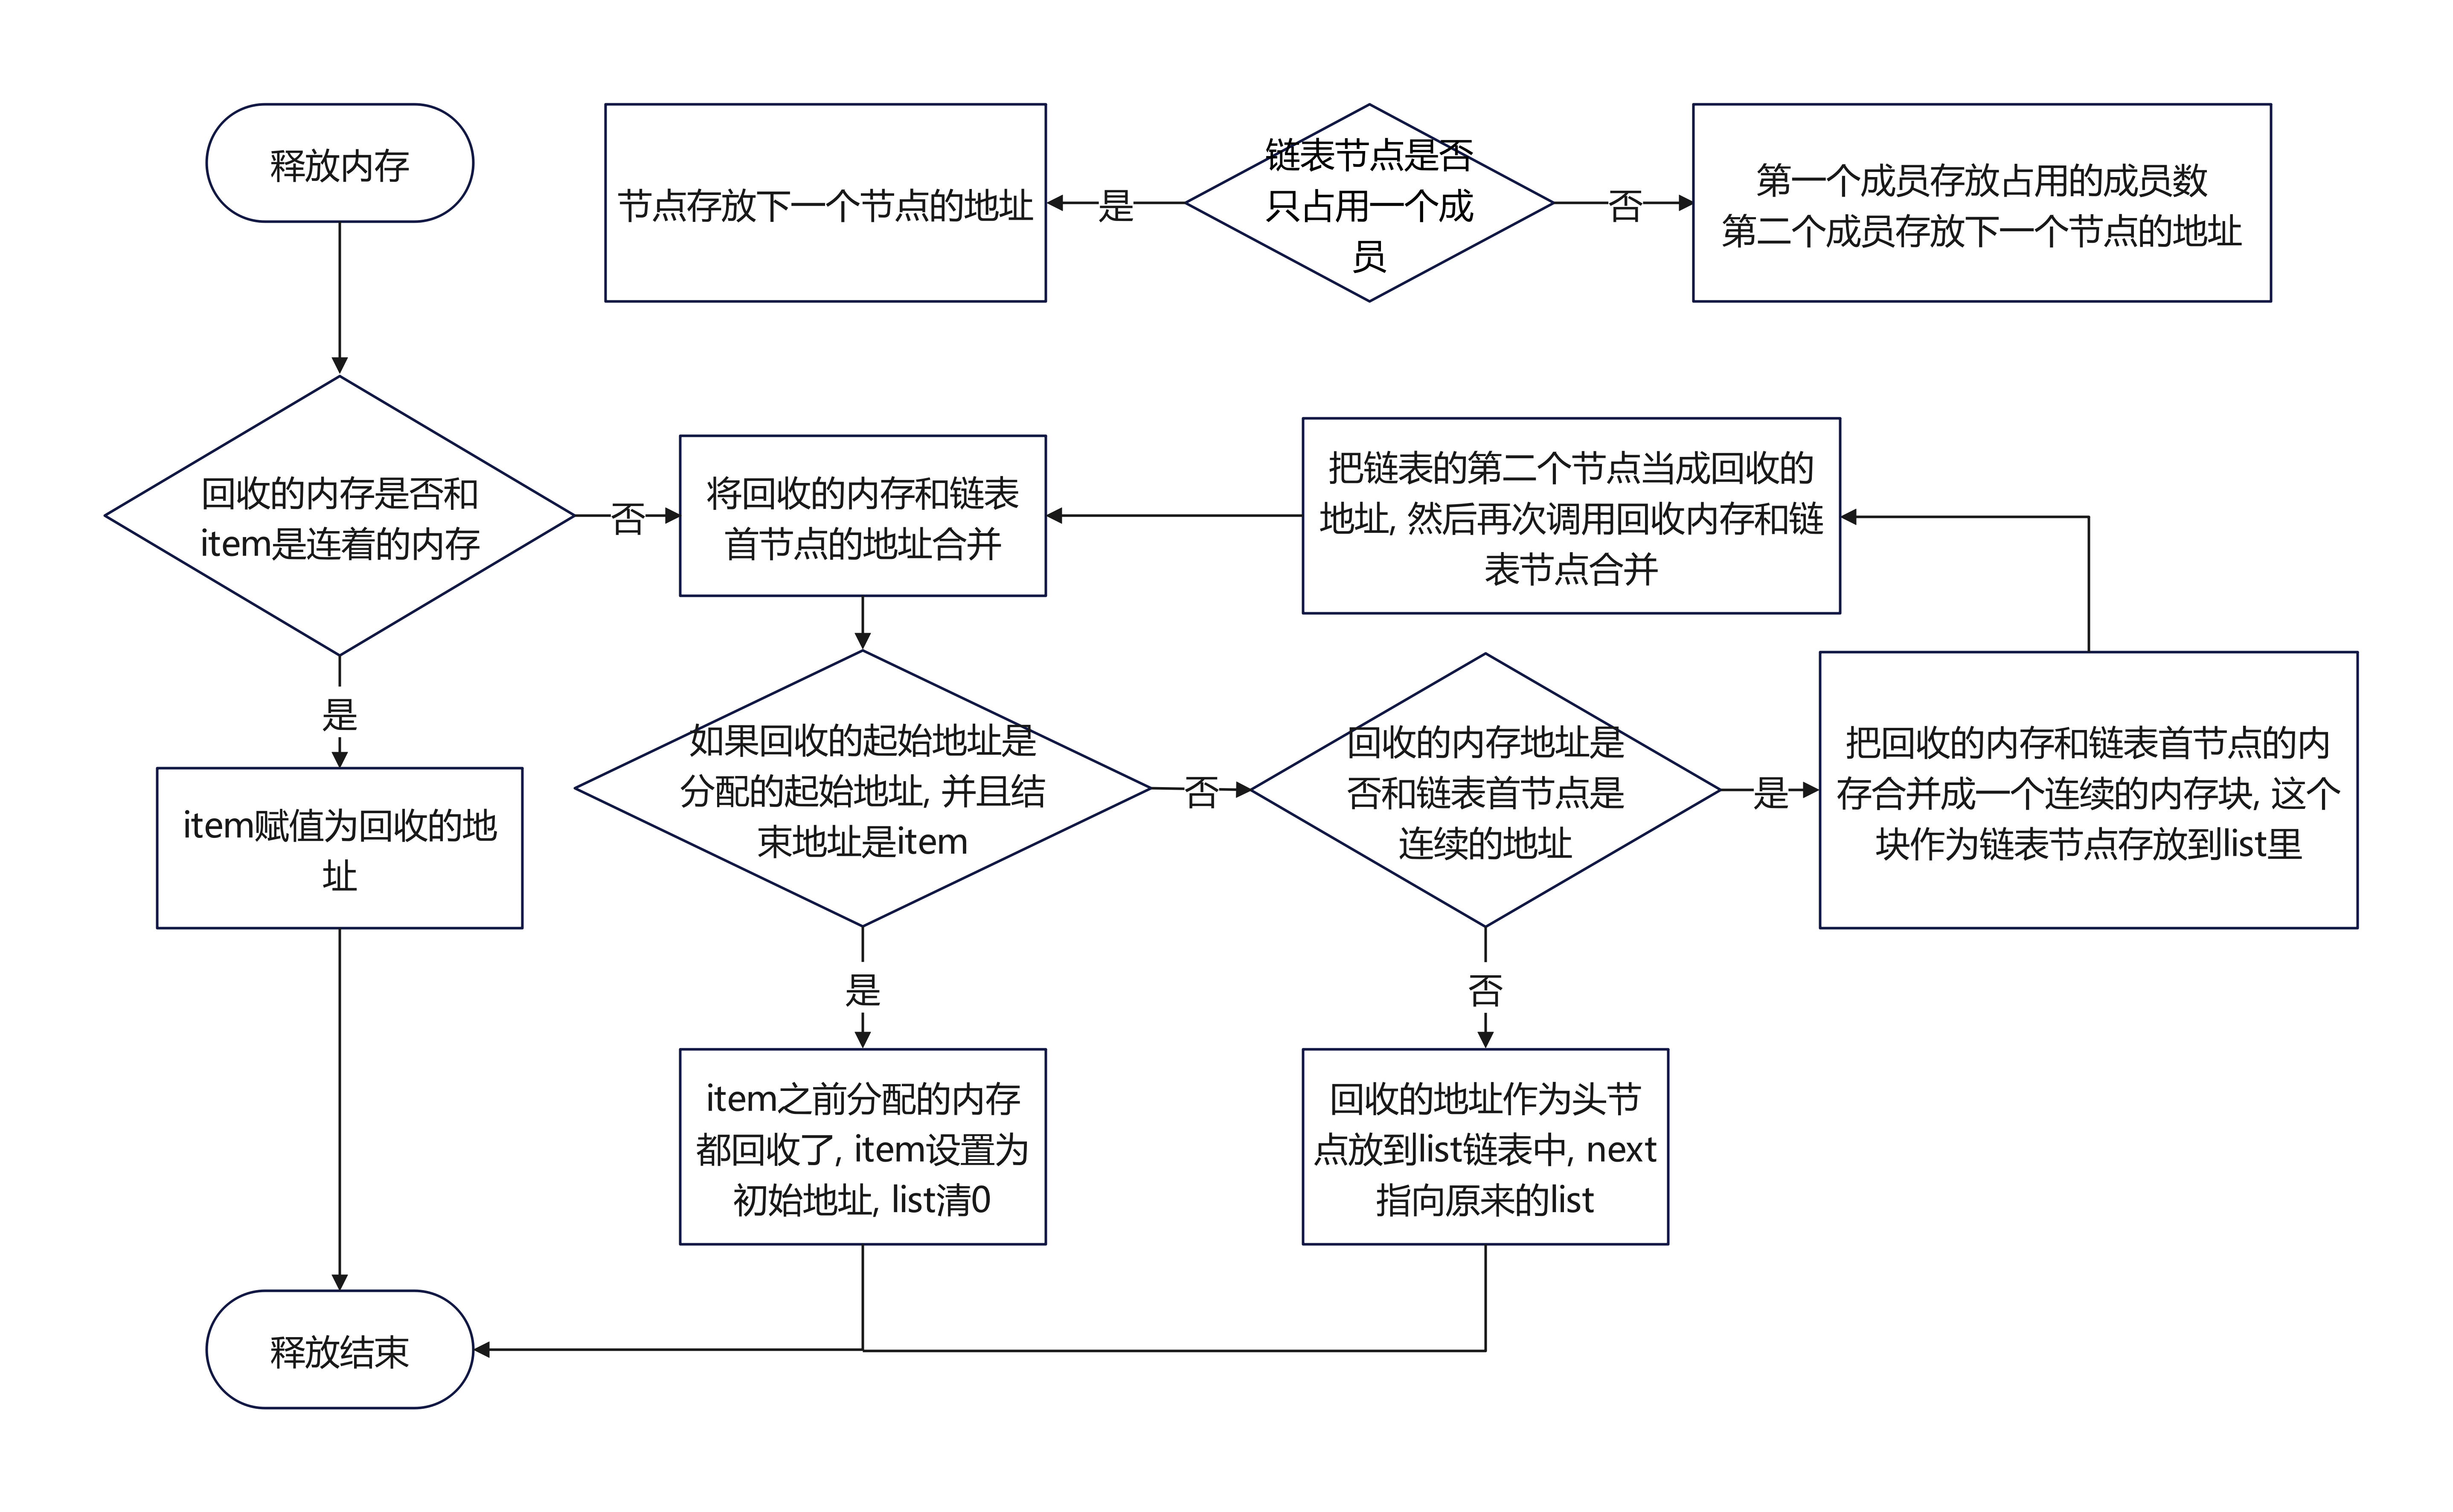 释放内存
节点存放下一个节点的地址
是
链表节点是否
只占用一个成
员
否
第一个成员存放占用的成员数
第二个成员存放下一个节点的地址
回收的内存是否和
item是连着的内存
否
将回收的内存和链表
首节点的地址合并
把链表的第二个节点当成回收的
地址, 然后再次调用回收内存和链
表节点合并
是
item赋值为回收的地
址
如果回收的起始地址是
分配的起始地址, 并且结
束地址是item
否
回收的内存地址是
否和链表首节点是
连续的地址
是
把回收的内存和链表首节点的内
存合并成一个连续的内存块, 这个
块作为链表节点存放到list里
是
否
item之前分配的内存
都回收了, item设置为
初始地址, list清0
回收的地址作为头节
点放到list链表中, next
指向原来的list
释放结束